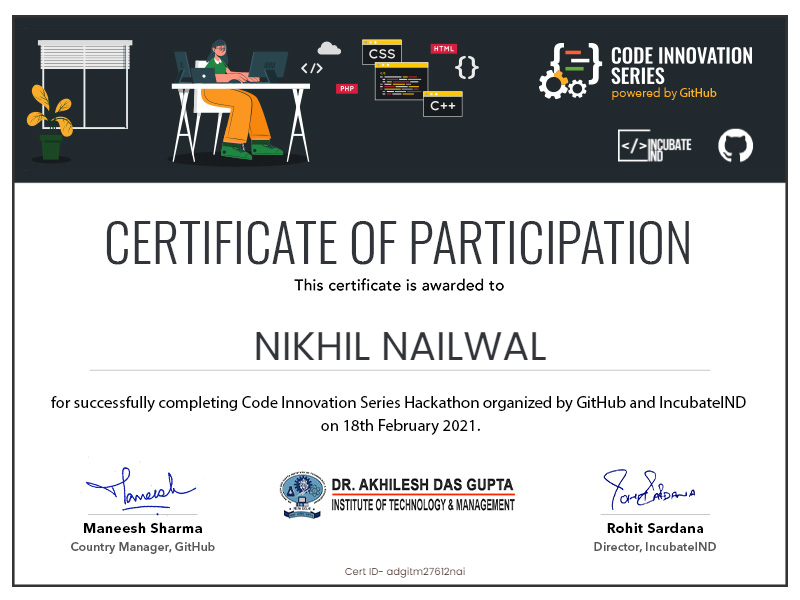 CSS
HTML
</>
{}
PHP
C++
CODE INNOVATION
SERIES
powered by GitHub
</>INCUBATE
IND
CERTIFICATE OF PARTICIPATION
This certificate is awarded to
NIKHIL NAILWAL
for successfully completing Code Innovation Series Hackathon organized by GitHub and IncubateIND
on 18th February 2021.
Maneesh
DR. AKHILESH DAS GUPTA
INSTITUTE OF TECHNOLOGY & MANAGEMENT
Rohit Sardana
Maneesh Sharma
Rohit Sardana
Country Manager, GitHub
Director, IncubateIND
Cert ID- adgitm27612nai